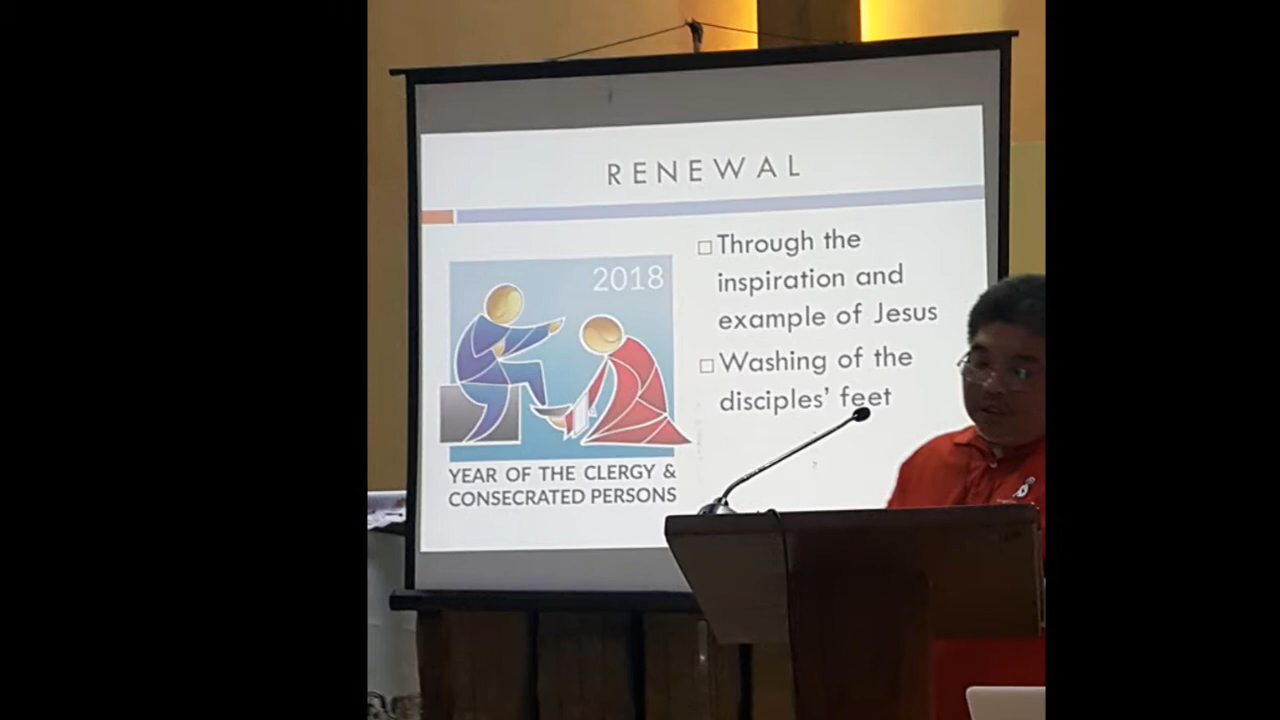 RENEWAL
2018
YEAR OF THE CLERGY &
CONSECRATED PERSONS
□ Through the
inspiration and
example of Jesus
□ Washing of the
disciples’ feet